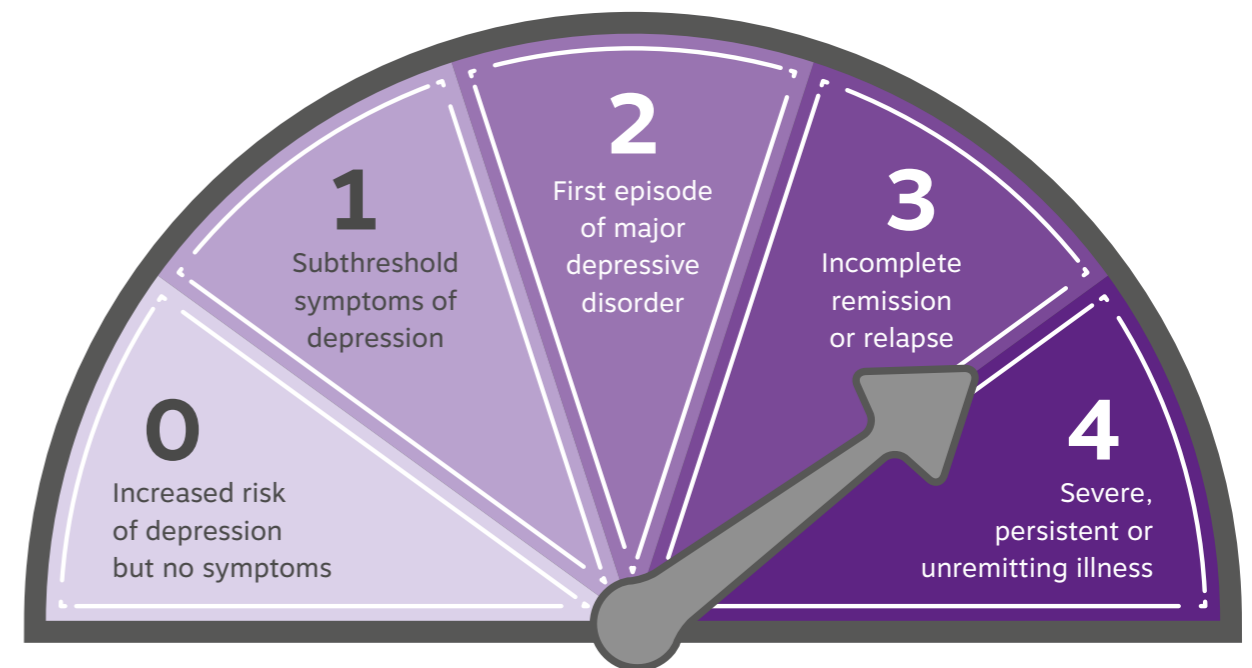 0
Increased risk
of depression
but no symptoms
1
Subthreshold
symptoms of
depression
2
First episode
of major
depressive
disorder
3
Incomplete
remission
or relapse
4
Severe,
persistent or
unremitting illness